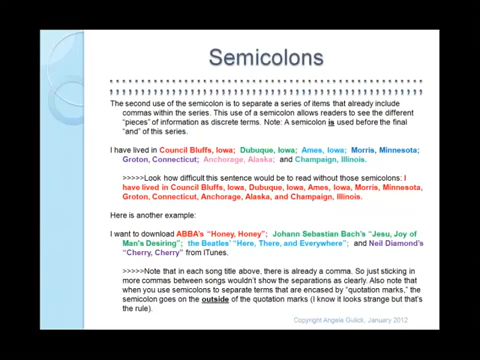 Semicolons
The second use of the semicolon is to separate a series of items that already include
commas within the series. This use of a semicolon allows readers to see the different
"pieces" of information as discrete terms. Note: A semicolon is used before the final
"and" of this series.
I have lived in Council Bluffs, Iowa; Dubuque, Iowa; Ames, Iowa; Morris, Minnesota;
Groton, Connecticut; Anchorage, Alaska; and Champaign, Illinois.
>>>>>Look how difficult this sentence would be to read without those semicolons: I
have lived in Council Bluffs, Iowa, Dubuque, Iowa, Ames, Iowa, Morris, Minnesota,
Groton, Connecticut, Anchorage, Alaska, and Champaign, Illinois.
Here is another example:
I want to download ABBA's "Honey, Honey"; Johann Sebastian Bach's "Jesu, Joy of
Man's Desiring"; the Beatles' "Here, There, and Everywhere"; and Neil Diamond's
"Cherry, Cherry" from ITunes.
>>>>>Note that in each song title above, there is already a comma. So just sticking in
more commas between songs wouldn't show the separations as clearly. Also note that
when you use semicolons to separate terms that are encased by "quotation marks," the
semicolon goes on the outside of the quotation marks (I know it looks strange but that's
the rule).
Copyright Angela Gulick, January 2012